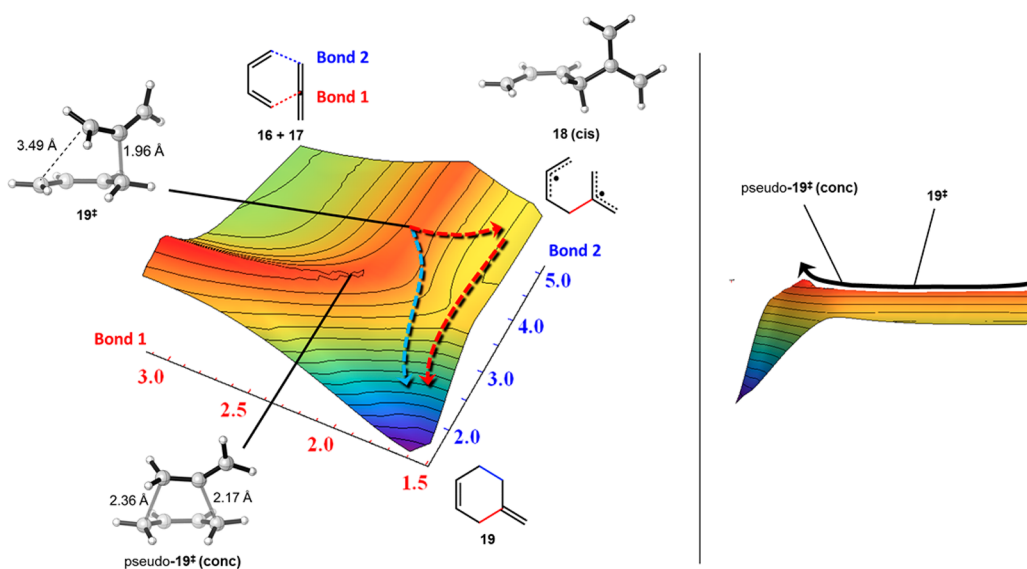 Bond 2
Bond 1
16 + 17
18 (cis)
3.49 Å
1.96 Å
19‡
pseudo-19‡ (conc)
19‡
Bond 2
5.0
4.0
3.0
2.0
Bond 1
3.0
2.5
2.0
1.5
2.36 Å
2.17 Å
pseudo-19‡ (conc)
19